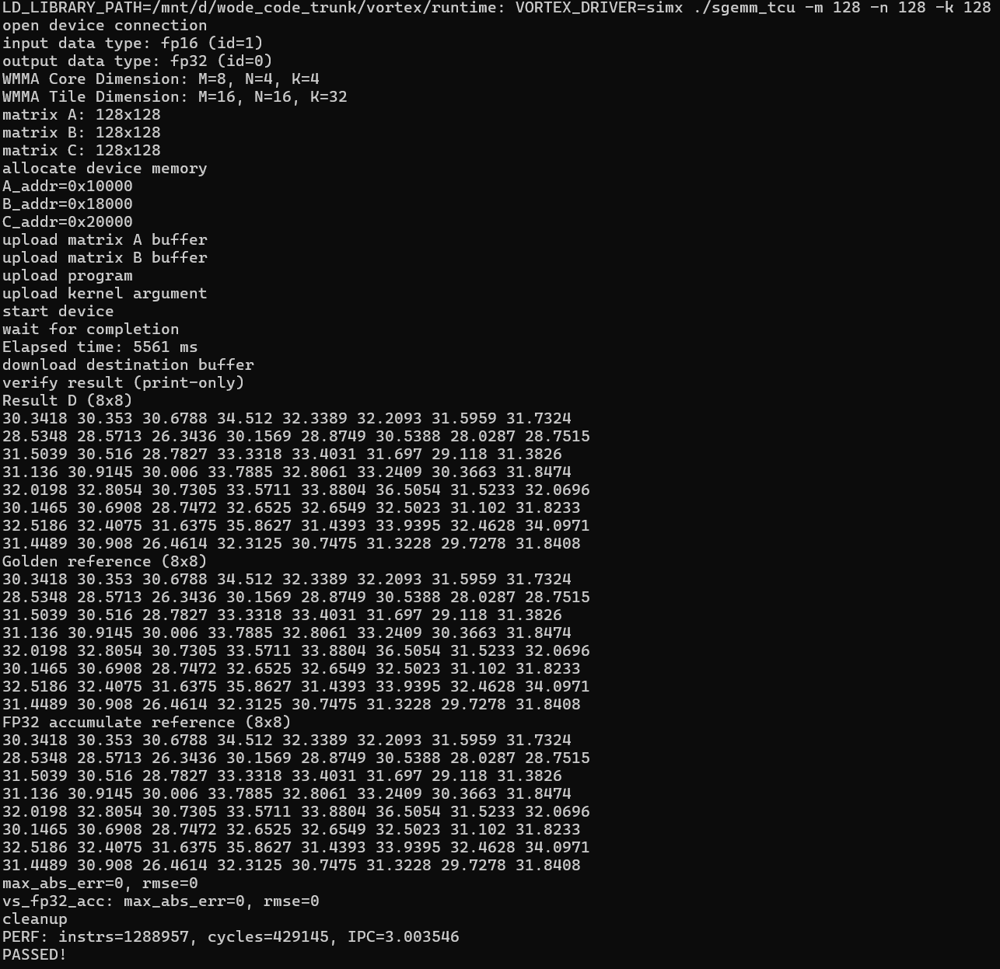 LD_LIBRARY_PATH=/mnt/d/wode_code_trunk/vortex/runtime: VORTEX_DRIVER=simx ./sgemm_tcu -m 128 -n 128 -k 128
open device connection
input data type: fp16 (id=1)
output data type: fp32 (id=0)
WMMA Core Dimension: M=8, N=4, K=4
WMMA Tile Dimension: M=16, N=16, K=32
matrix A: 128x128
matrix B: 128x128
matrix C: 128x128
allocate device memory
A_addr=0x10000
B_addr=0x18000
C_addr=0x20000
upload matrix A buffer
upload matrix B buffer
upload program
upload kernel argument
start device
wait for completion
Elapsed time: 5561 ms
download destination buffer
verify result (print-only)
Result D (8x8)
30.3418 30.353 30.6788 34.512 32.3389 32.2093 31.5959 31.7324
28.5348 28.5713 26.3436 30.1569 28.8749 30.5388 28.0287 28.7515
31.5039 30.516 28.7827 33.3318 33.4031 31.697 29.118 31.3826
31.136 30.9145 30.006 33.7885 32.8061 33.2409 30.3663 31.8474
32.0198 32.8054 30.7305 33.5711 33.8804 36.5054 31.5233 32.0696
30.1465 30.6908 28.7472 32.6525 32.6549 32.5023 31.102 31.8233
32.5186 32.4075 31.6375 35.8627 31.4393 33.9395 32.4628 34.0971
31.4489 30.908 26.4614 32.3125 30.7475 31.3228 29.7278 31.8408
Golden reference (8x8)
30.3418 30.353 30.6788 34.512 32.3389 32.2093 31.5959 31.7324
28.5348 28.5713 26.3436 30.1569 28.8749 30.5388 28.0287 28.7515
31.5039 30.516 28.7827 33.3318 33.4031 31.697 29.118 31.3826
31.136 30.9145 30.006 33.7885 32.8061 33.2409 30.3663 31.8474
32.0198 32.8054 30.7305 33.5711 33.8804 36.5054 31.5233 32.0696
30.1465 30.6908 28.7472 32.6525 32.6549 32.5023 31.102 31.8233
32.5186 32.4075 31.6375 35.8627 31.4393 33.9395 32.4628 34.0971
31.4489 30.908 26.4614 32.3125 30.7475 31.3228 29.7278 31.8408
FP32 accumulate reference (8x8)
30.3418 30.353 30.6788 34.512 32.3389 32.2093 31.5959 31.7324
28.5348 28.5713 26.3436 30.1569 28.8749 30.5388 28.0287 28.7515
31.5039 30.516 28.7827 33.3318 33.4031 31.697 29.118 31.3826
31.136 30.9145 30.006 33.7885 32.8061 33.2409 30.3663 31.8474
32.0198 32.8054 30.7305 33.5711 33.8804 36.5054 31.5233 32.0696
30.1465 30.6908 28.7472 32.6525 32.6549 32.5023 31.102 31.8233
32.5186 32.4075 31.6375 35.8627 31.4393 33.9395 32.4628 34.0971
31.4489 30.908 26.4614 32.3125 30.7475 31.3228 29.7278 31.8408
max_abs_err=0, rmse=0
vs_fp32_acc: max_abs_err=0, rmse=0
cleanup
PERF: instrs=1288957, cycles=429145, IPC=3.003546
PASSED!